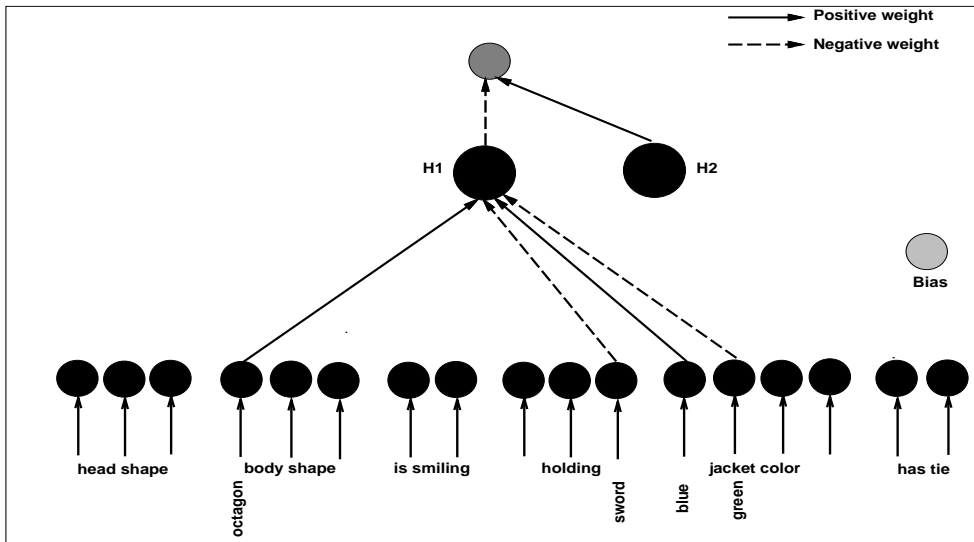 Positive weight
Negative weight
H1
H2
Bias
head shape
body shape
is smiling
holding
jacket color
has tie
octagon
sword
blue
green